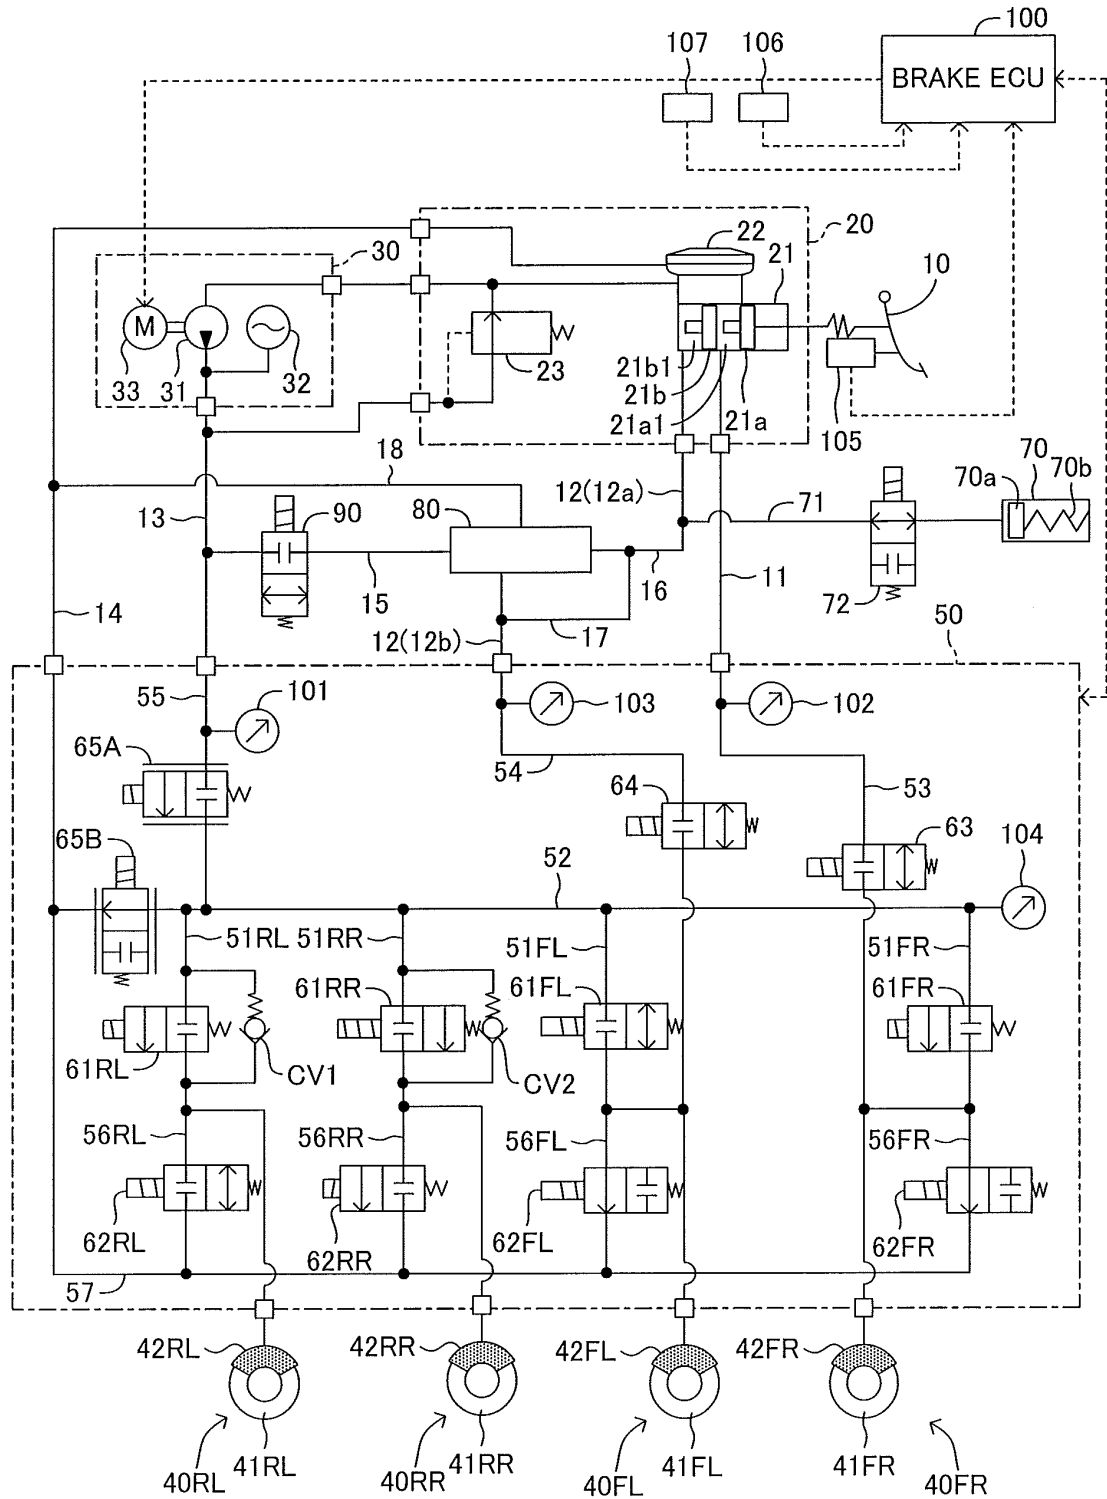 107 106 100
BRAKE ECU
20
22
30
21
10
M
33 31 32
23
21b1
21b
21a1 21a
105
18
12(12a)
70
70a 70b
13
90 80
71
15
16
11
72
14
17
12(12b)
50
55
101
103
102
65A
54
64
53
65B
63
104
52
51RL 51RR 51FL 51FR
61RR 61FL 61FR
61RL CV1 CV2
56RL 56RR 56FL 56FR
62RL 62RR 62FL 62FR
57
42RL 42RR 42FL 42FR
41RL 41RR 41FL 41FR
40RL 40RR 40FL 40FR